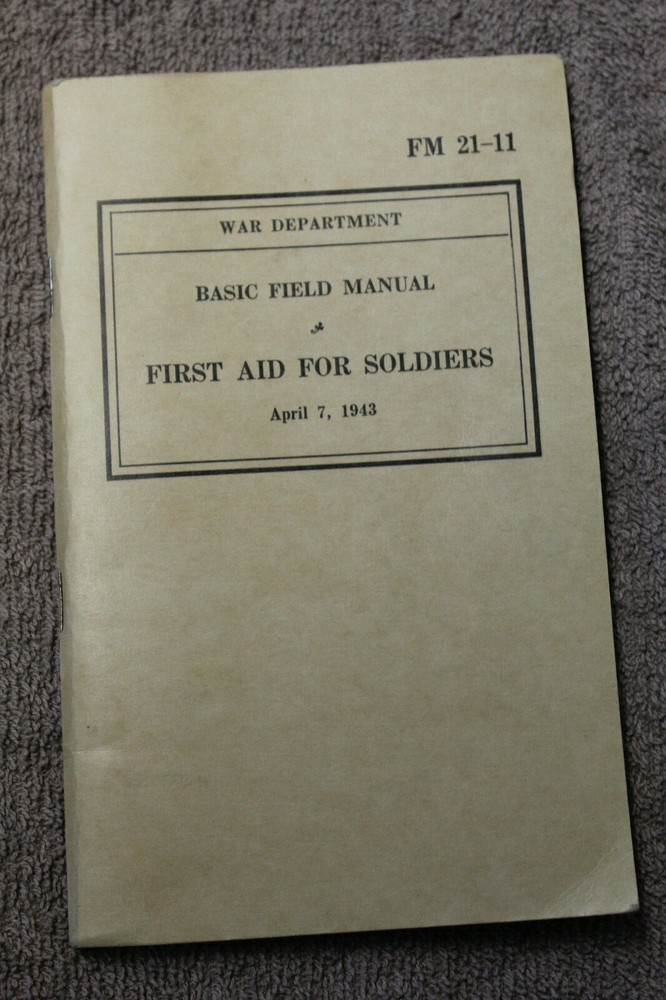 FM 21-11
WAR DEPARTMENT
BASIC FIELD MANUAL
FIRST AID FOR SOLDIERS
April 7, 1943